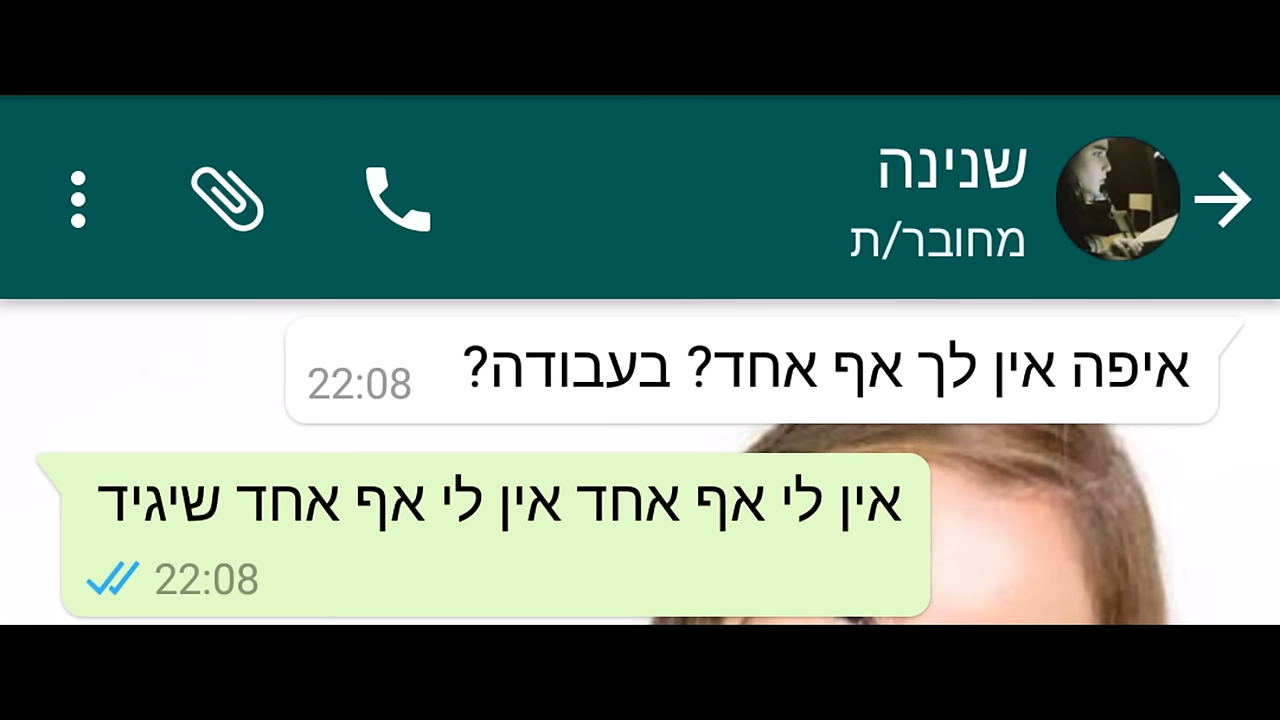 שנינה
מחובר/ת
איפה אין לך אף אחד? בעבודה?
22:08
אין לי אף אחד אין לי אף אחד שיגיד
22:08